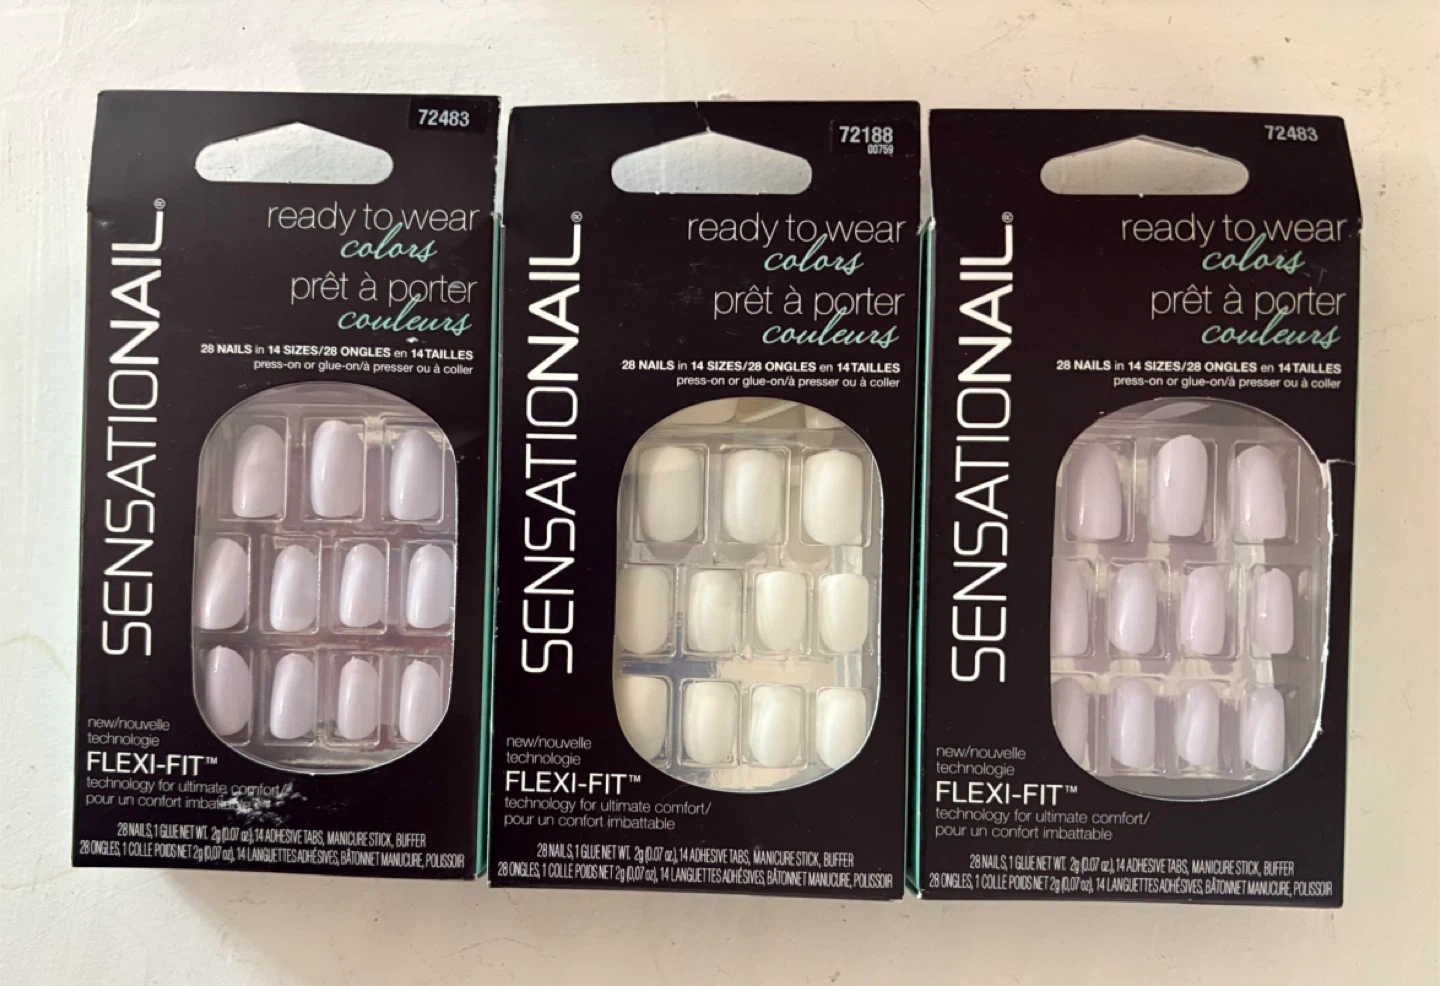 72483
SENSATIONAIL®
ready to wear
colors
prêt à porter
couleurs
28 NAILS in 14 SIZES/28 ONGLES en 14 TAILLES
press-on or glue-on/à presser ou à coller
new/nouvelle
technologie
FLEXI-FIT™
technology for ultimate comfort/
pour un confort imbattable
28 NAILS, 1 GLUE NET WT. 2g (0.07 oz), 14 ADHESIVE TABS, MANICURE STICK, BUFFER
28 ONGLES, 1 COLLE POIDS NET 2g (0,07 oz), 14 LANGUETTES ADHÉSIVES, BÂTONNET MANUCURE, POLISSOIR
72188
00759
SENSATIONAIL®
ready to wear
colors
prêt à porter
couleurs
28 NAILS in 14 SIZES/28 ONGLES en 14 TAILLES
press-on or glue-on/à presser ou à coller
new/nouvelle
technologie
FLEXI-FIT™
technology for ultimate comfort/
pour un confort imbattable
28 NAILS, 1 GLUE NET WT. 2g (0.07 oz), 14 ADHESIVE TABS, MANICURE STICK, BUFFER
28 ONGLES, 1 COLLE POIDS NET 2g (0,07 oz), 14 LANGUETTES ADHÉSIVES, BÂTONNET MANUCURE, POLISSOIR
72483
SENSATIONAIL®
ready to wear
colors
prêt à porter
couleurs
28 NAILS in 14 SIZES/28 ONGLES en 14 TAILLES
press-on or glue-on/à presser ou à coller
new/nouvelle
technologie
FLEXI-FIT™
technology for ultimate comfort/
pour un confort imbattable
28 NAILS, 1 GLUE NET WT. 2g (0.07 oz), 14 ADHESIVE TABS, MANICURE STICK, BUFFER
28 ONGLES, 1 COLLE POIDS NET 2g (0,07 oz), 14 LANGUETTES ADHÉSIVES, BÂTONNET MANUCURE, POLISSOIR